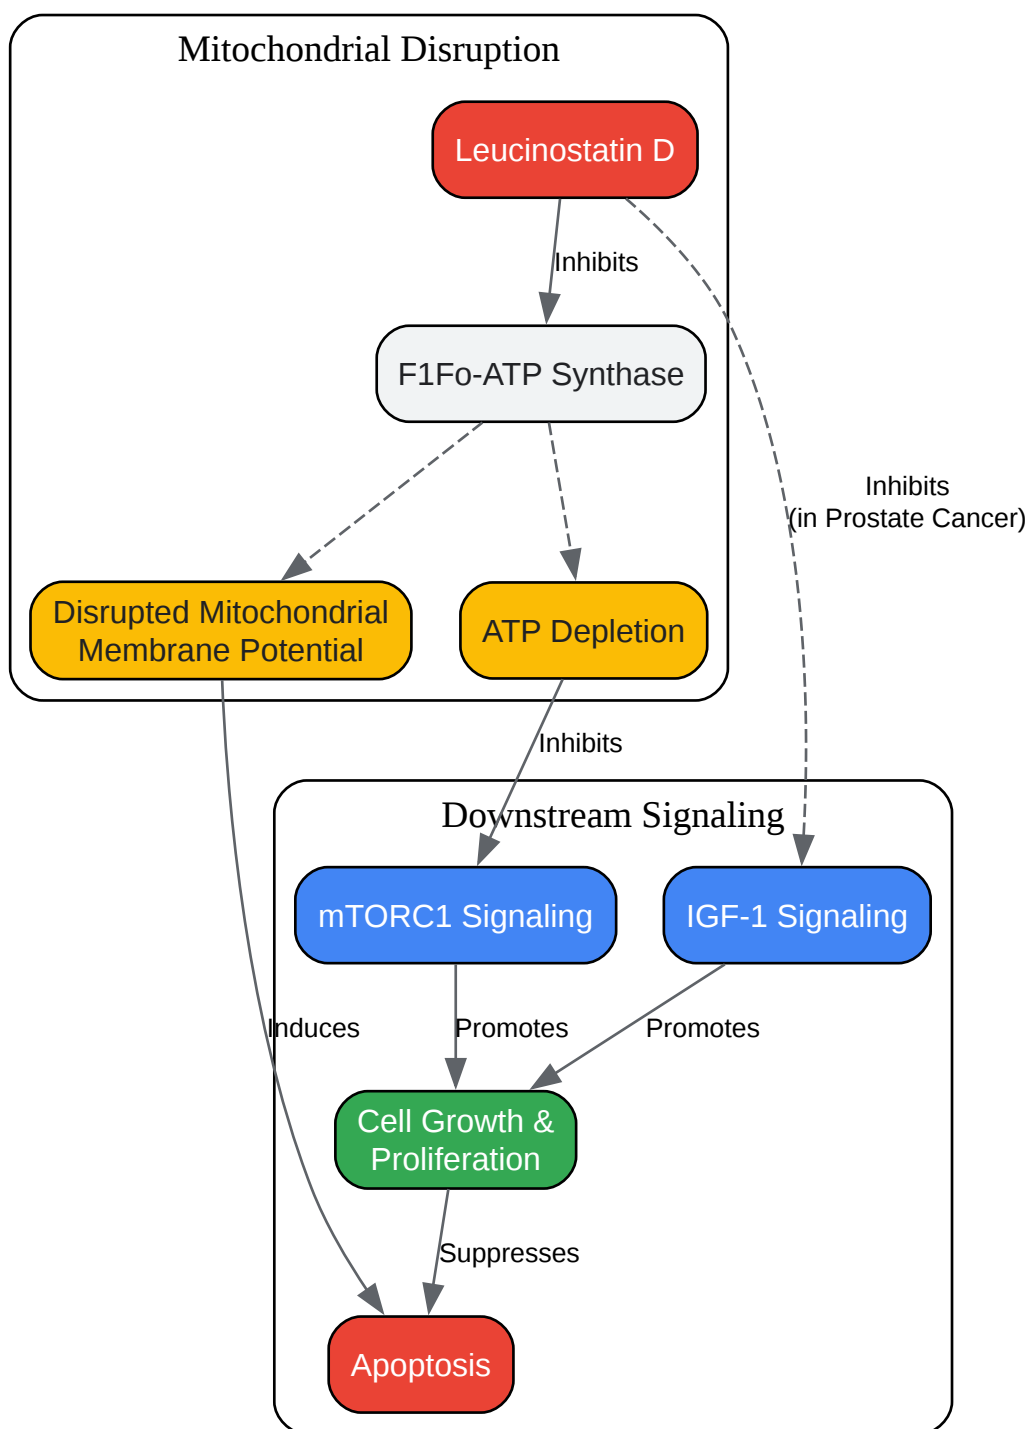 Mitochondrial Disruption
Leucinostatin D
Inhibits
F1Fo-ATP Synthase
Inhibits
(in Prostate Cancer)
Disrupted Mitochondrial
Membrane Potential
ATP Depletion
Inhibits
Downstream Signaling
mTORC1 Signaling
IGF-1 Signaling
Induces
Promotes
Promotes
Cell Growth &
Proliferation
Suppresses
Apoptosis